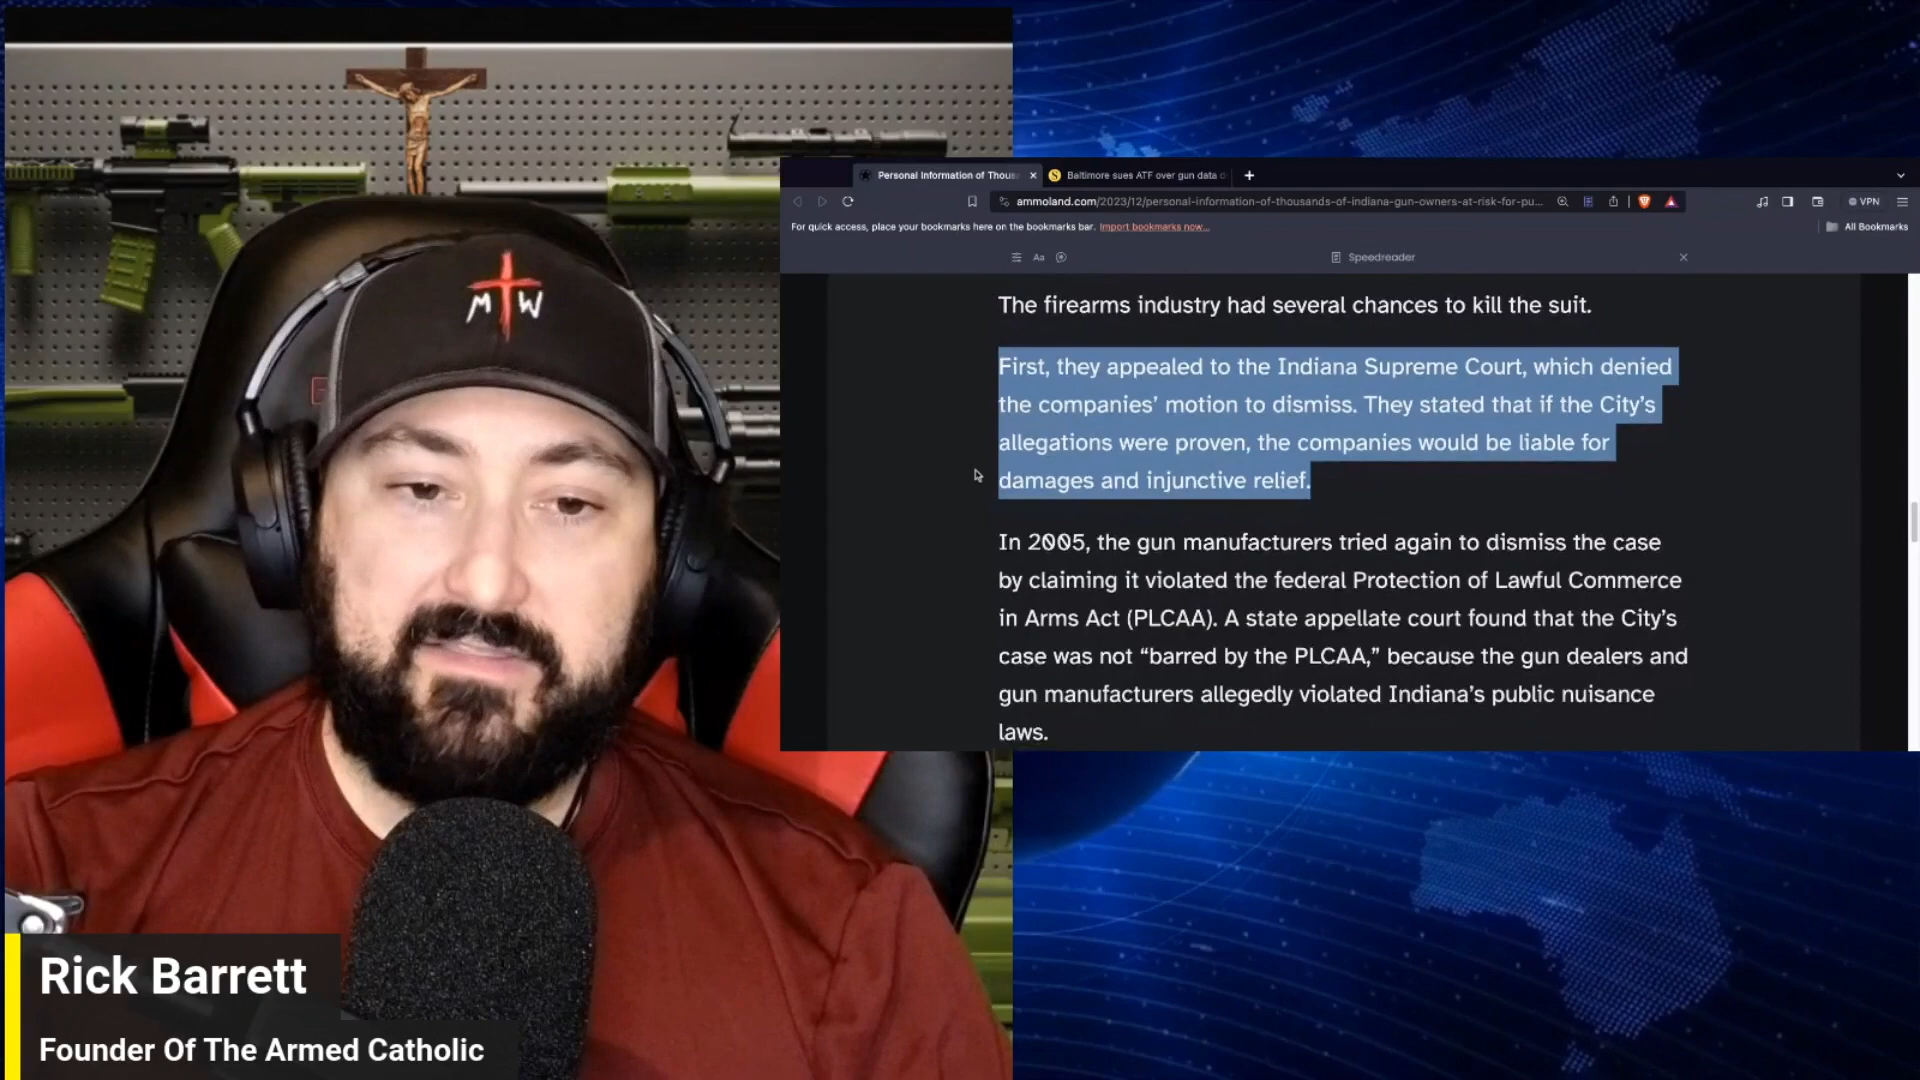 M W
Personal Information of Thous
Baltimore sues ATF over gun data
ammoland.com/2023/12/personal-information-of-thousands-of-indiana-gun-owners-at-risk-for-pu...
VPN
For quick access, place your bookmarks here on the bookmarks bar. Import bookmarks now...
All Bookmarks
Aa
Speedreader
The firearms industry had several chances to kill the suit.
First, they appealed to the Indiana Supreme Court, which denied
the companies’ motion to dismiss. They stated that if the City’s
allegations were proven, the companies would be liable for
damages and injunctive relief.
In 2005, the gun manufacturers tried again to dismiss the case
by claiming it violated the federal Protection of Lawful Commerce
in Arms Act (PLCAA). A state appellate court found that the City’s
case was not “barred by the PLCAA,” because the gun dealers and
gun manufacturers allegedly violated Indiana’s public nuisance
laws.
Rick Barrett
Founder Of The Armed Catholic